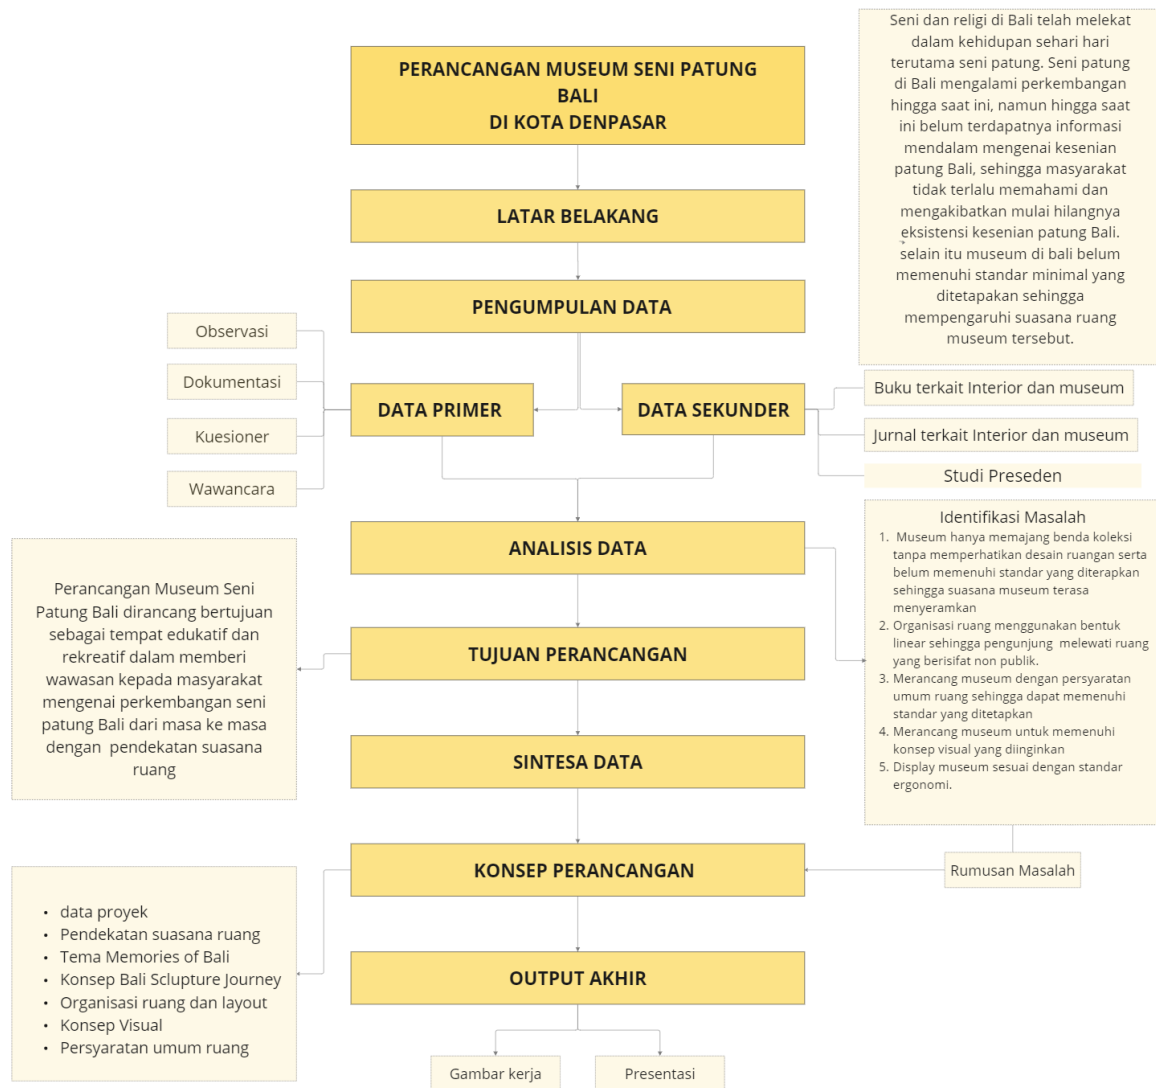 PERANCANGAN MUSEUM SENI PATUNG
BALI
DI KOTA DENPASAR
Seni dan religi di Bali telah melekat
dalam kehidupan sehari hari
terutama seni patung. Seni patung
di Bali mengalami perkembangan
hingga saat ini, namun hingga saat
ini belum terdapatnya informasi
mendalam mengenai kesenian
patung Bali, sehingga masyarakat
tidak terlalu memahami dan
mengakibatkan mulai hilangnya
eksistensi kesenian patung Bali.
selain itu museum di bali belum
memenuhi standar minimal yang
ditetapakan sehingga
mempengaruhi suasana ruang
museum tersebut.
LATAR BELAKANG
PENGUMPULAN DATA
Observasi
Dokumentasi
Kuesioner
Wawancara
DATA PRIMER
DATA SEKUNDER
Buku terkait Interior dan museum
Jurnal terkait Interior dan museum
Studi Preseden
ANALISIS DATA
Identifikasi Masalah
1. Museum hanya memajang benda koleksi
tanpa memperhatikan desain ruangan serta
belum memenuhi standar yang diterapkan
sehingga suasana museum terasa
menyeramkan
2. Organisasi ruang menggunakan bentuk
linear sehingga pengunjung melewati ruang
yang berisifat non publik.
3. Merancang museum dengan persyaratan
umum ruang sehingga dapat memenuhi
standar yang ditetapkan
4. Merancang museum untuk memenuhi
konsep visual yang diinginkan
5. Display museum sesuai dengan standar
ergonomi.
Perancangan Museum Seni
Patung Bali dirancang bertujuan
sebagai tempat edukatif dan
rekreatif dalam memberi
wawasan kepada masyarakat
mengenai perkembangan seni
patung Bali dari masa ke masa
dengan pendekatan suasana
ruang
TUJUAN PERANCANGAN
SINTESA DATA
KONSEP PERANCANGAN
Rumusan Masalah
• data proyek
• Pendekatan suasana ruang
• Tema Memories of Bali
• Konsep Bali Sclupture Journey
• Organisasi ruang dan layout
• Konsep Visual
• Persyaratan umum ruang
OUTPUT AKHIR
Gambar kerja
Presentasi